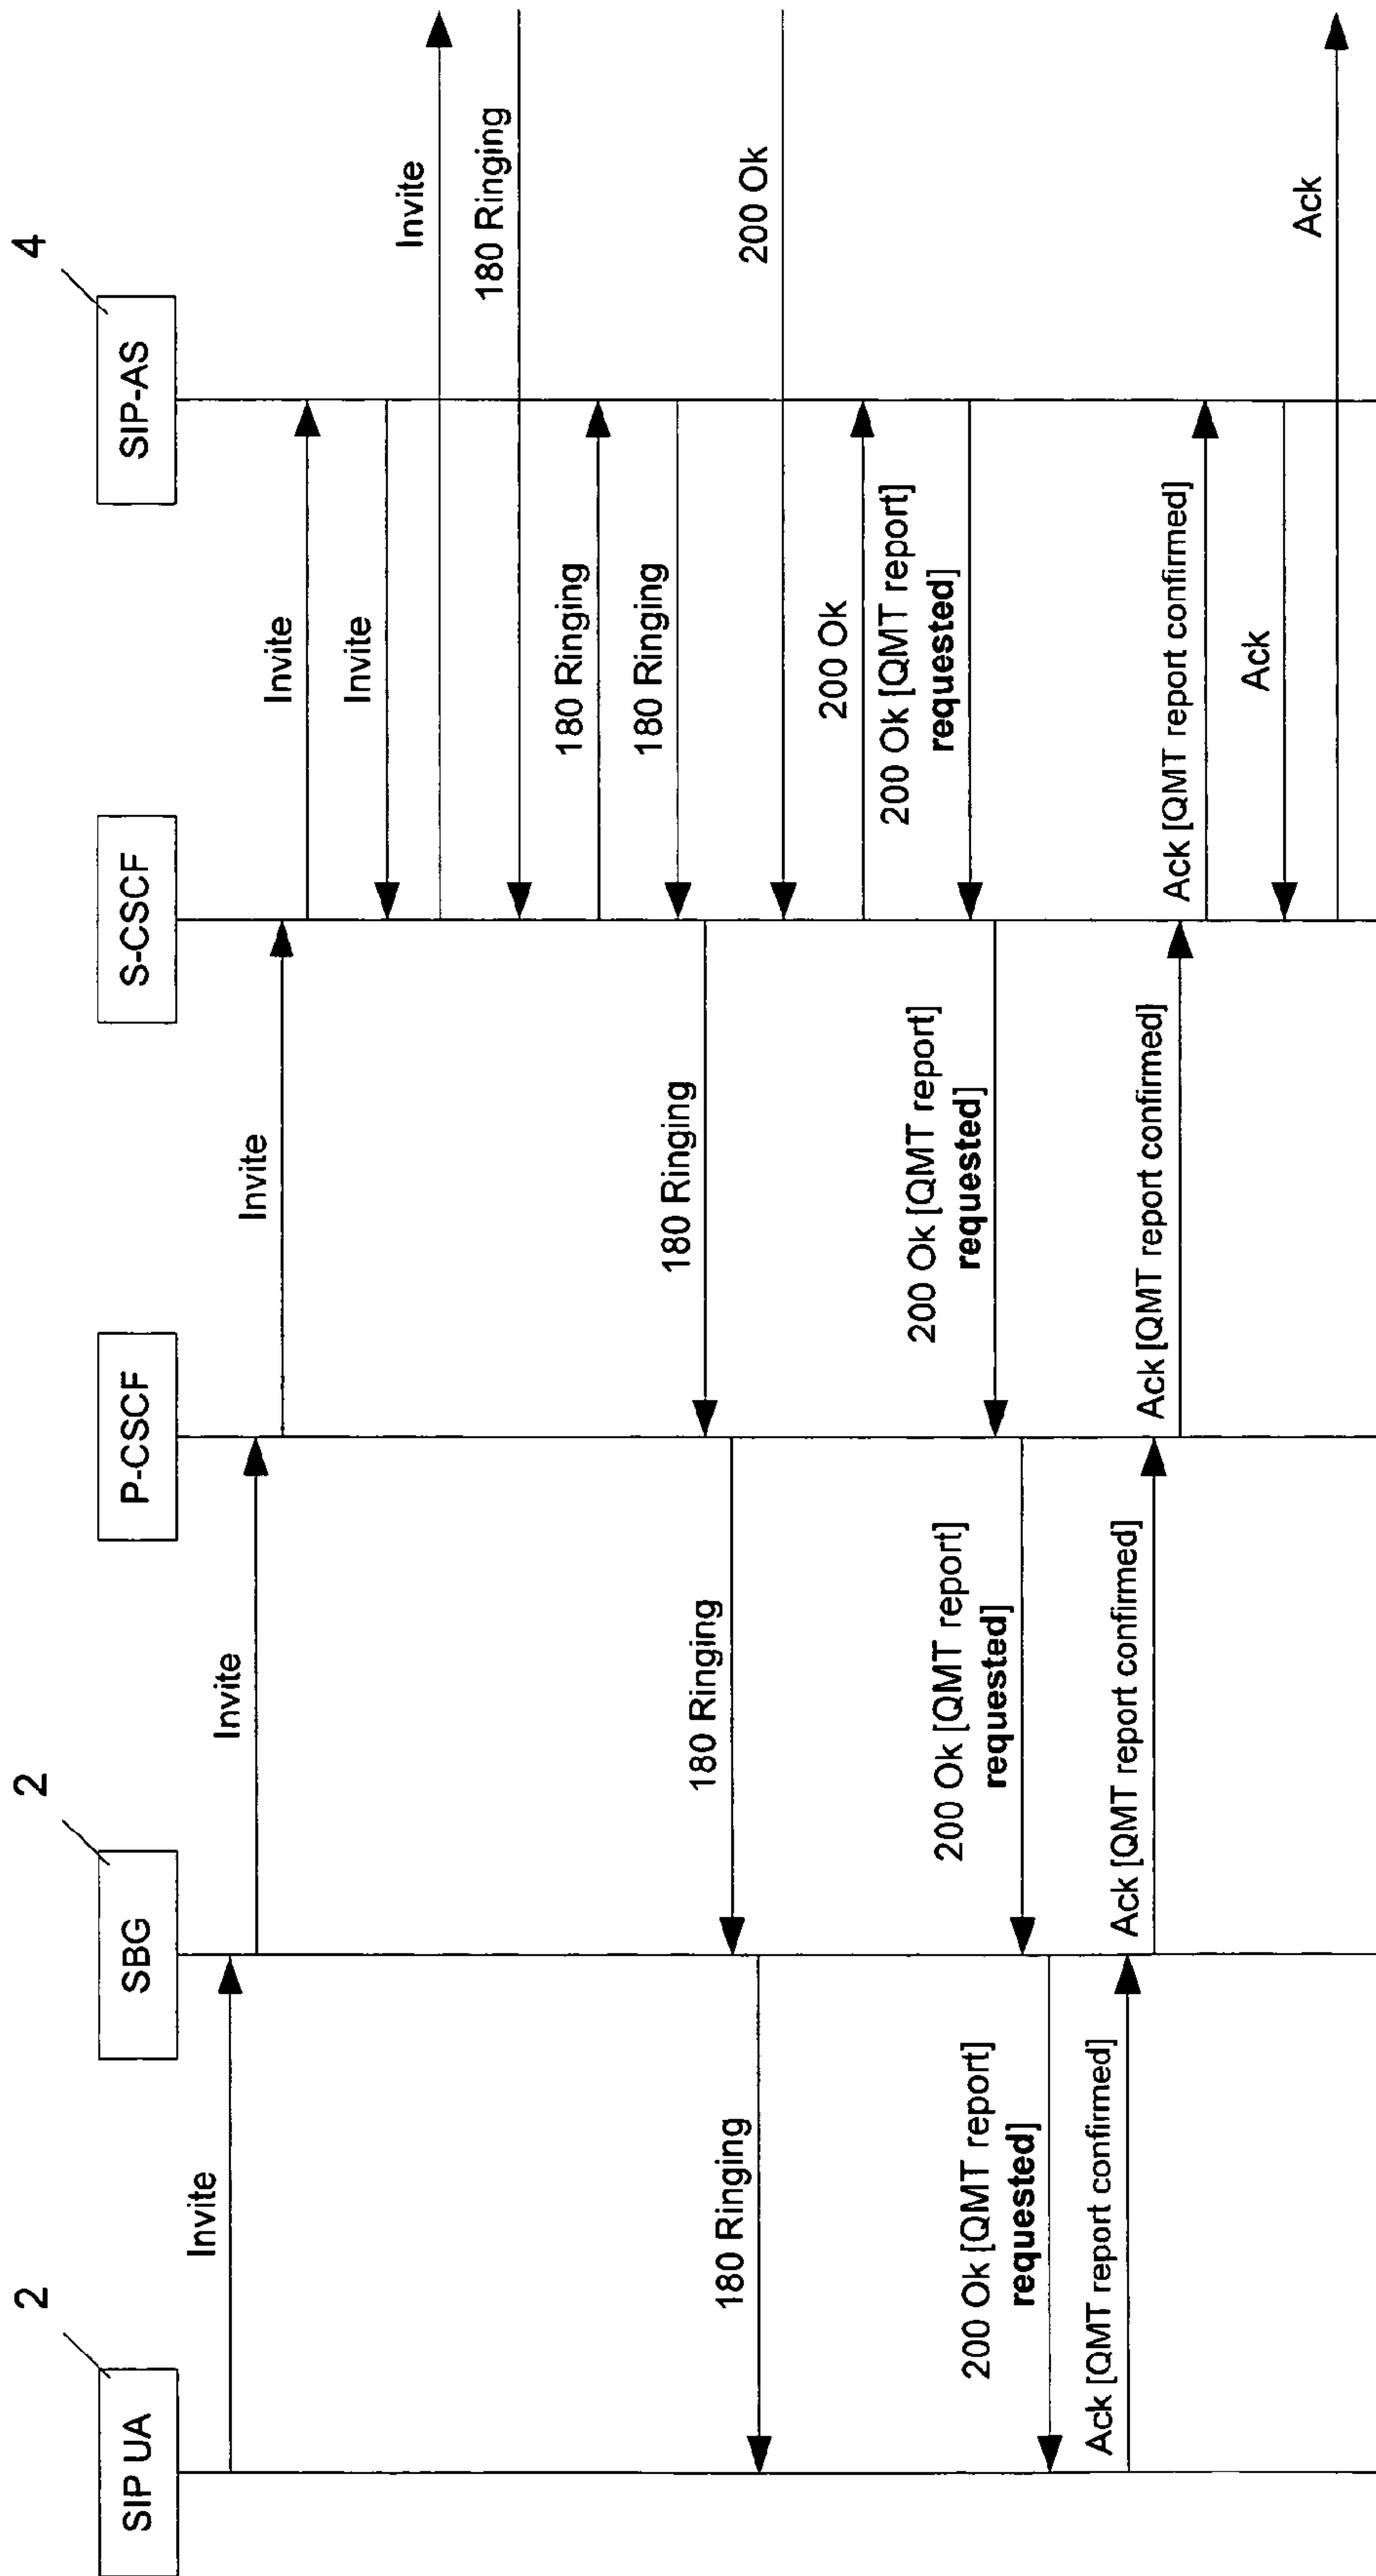 2
2
4
SIP UA
SBG
P-CSCF
S-CSCF
SIP-AS
Invite
Invite
Invite
Invite
Invite
Invite
180 Ringing
180 Ringing
180 Ringing
180 Ringing
180 Ringing
180 Ringing
200 Ok
200 Ok
200 Ok [QMT report]
requested]
200 Ok [QMT report]
requested]
200 Ok [QMT report]
requested]
200 Ok [QMT report]
requested]
Ack [QMT report confirmed]
Ack [QMT report confirmed]
Ack [QMT report confirmed]
Ack [QMT report confirmed]
Ack
Ack